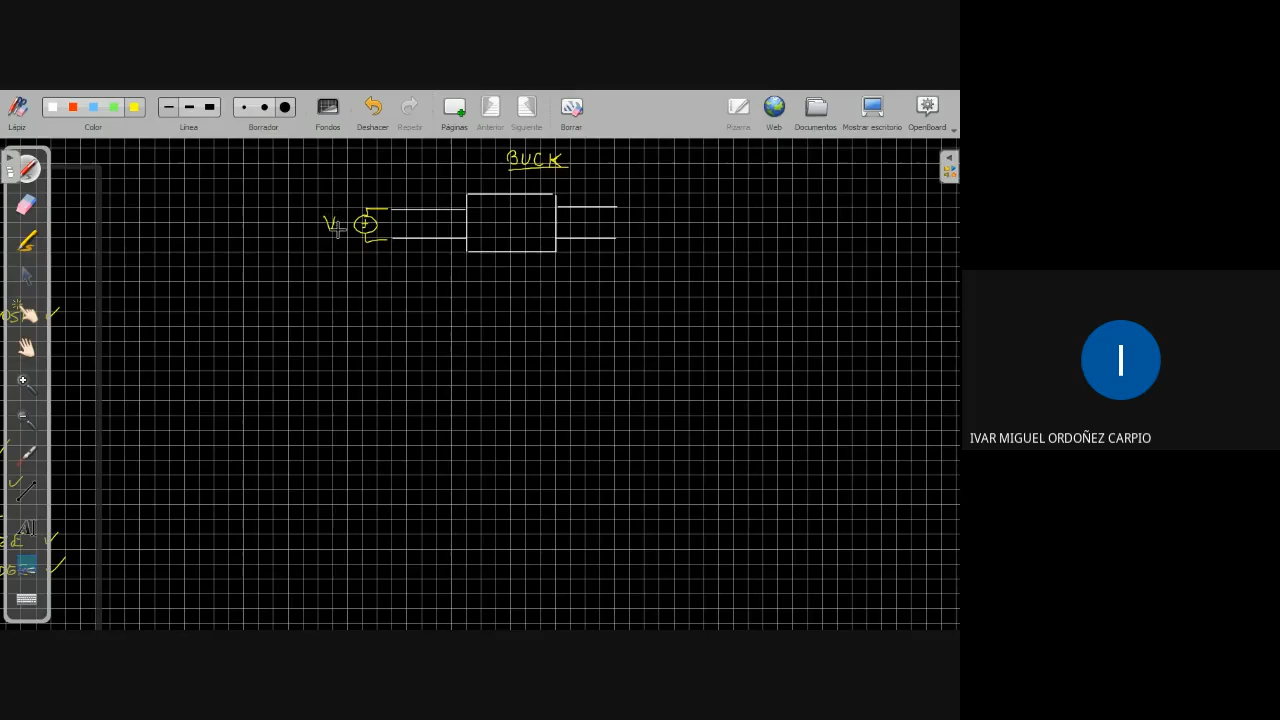 Lápiz Color Línea Borrador Fondos Deshacer Repetir Páginas Anterior Siguiente Borrar Pizarra Web Documentos Mostrar escritorio OpenBoard
BUCK
V
+
AI
I
IVAR MIGUEL ORDOÑEZ CARPIO